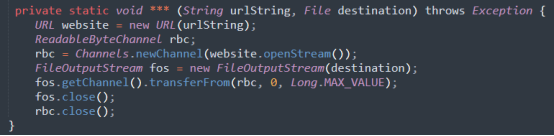 private static void *** (String urlString, File destination) throws Exception {
URL website = new URL(urlString);
ReadableByteChannel rbc;
rbc = Channels.newChannel(website.openStream());
FileOutputStream fos = new FileOutputStream(destination);
fos.getChannel().transferFrom(rbc, 0, Long.MAX_VALUE);
fos.close();
rbc.close();
}